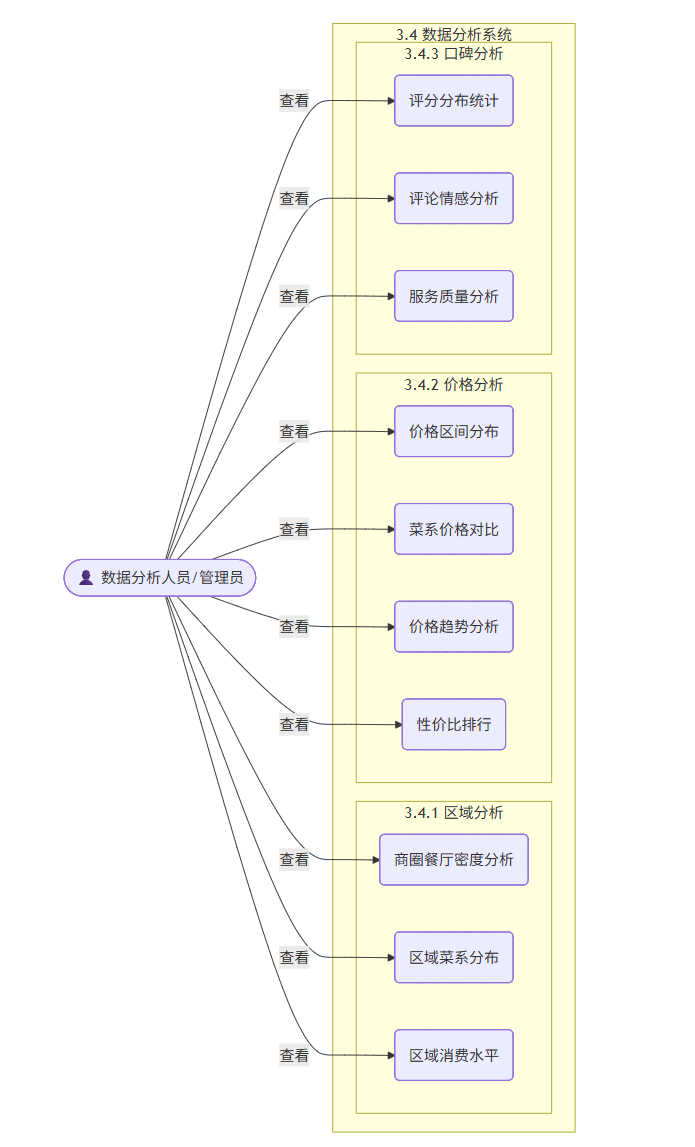 3.4 数据分析系统
3.4.3 口碑分析
查看
评分分布统计
查看
评论情感分析
查看
服务质量分析
3.4.2 价格分析
查看
价格区间分布
查看
菜系价格对比
数据分析人员/管理员
查看
价格趋势分析
查看
性价比排行
3.4.1 区域分析
查看
商圈餐厅密度分析
查看
区域菜系分布
查看
区域消费水平